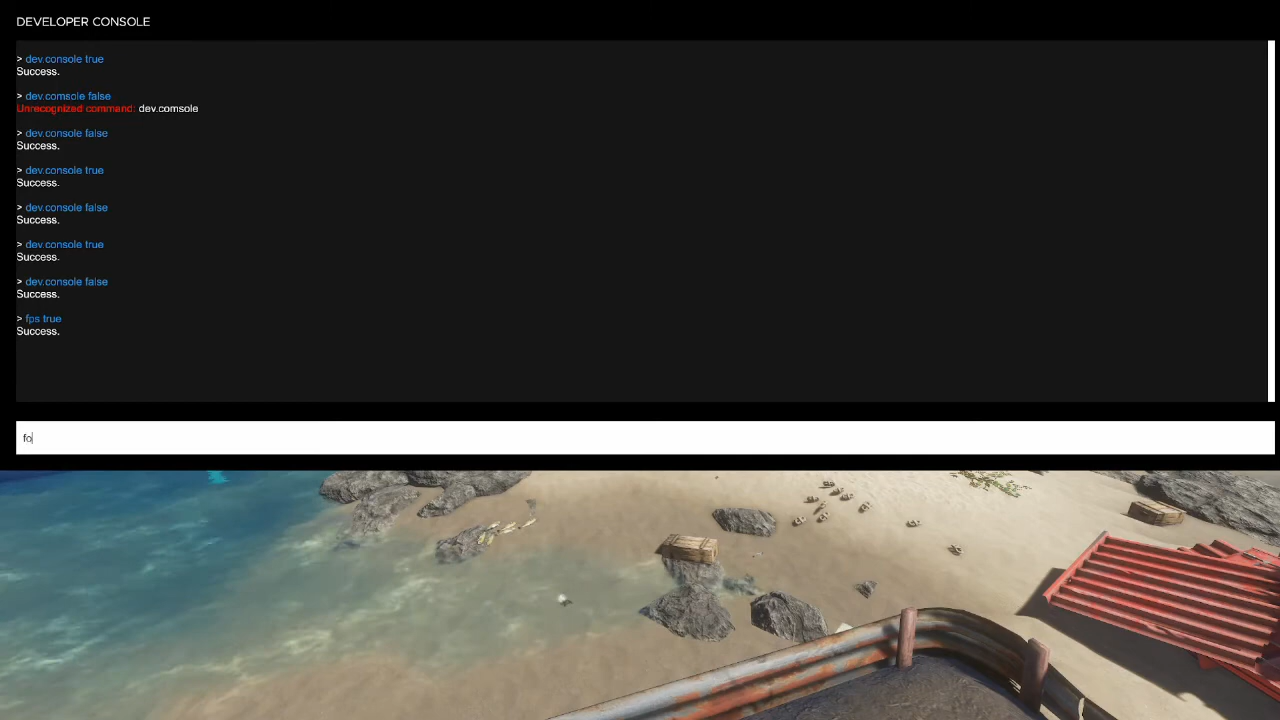 DEVELOPER CONSOLE
> dev.console true
Success.
> dev.comsole false
Unrecognized command: dev.comsole
> dev.console false
Success.
> dev.console true
Success.
> dev.console false
Success.
> dev.console true
Success.
> dev.console false
Success.
> fps true
Success.
fo